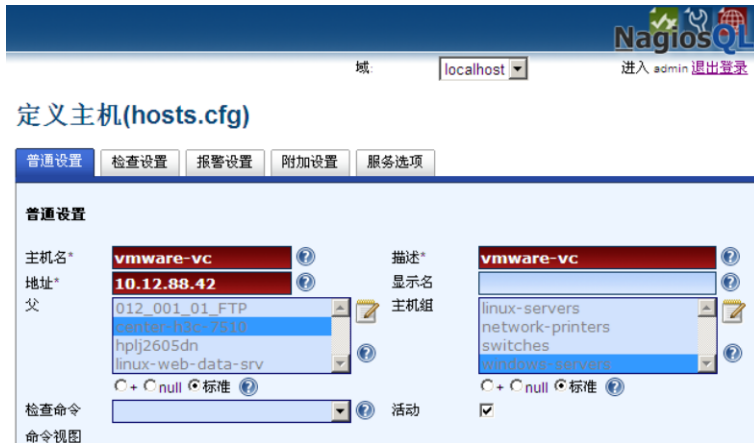 NagiosQL
域: localhost 进入 admin 退出登录
定义主机(hosts.cfg)
普通设置 检查设置 报警设置 附加设置 服务选项
普通设置
主机名* vmware-vc 描述* vmware-vc
地址* 10.12.88.42 显示名
父 012_001_01_FTP 主机组 linux-servers
center-h3c-7510 network-printers
hplj2605dn switches
linux-web-data-srv windows-servers
+ null 标准 + null 标准
检查命令 活动
命令视图